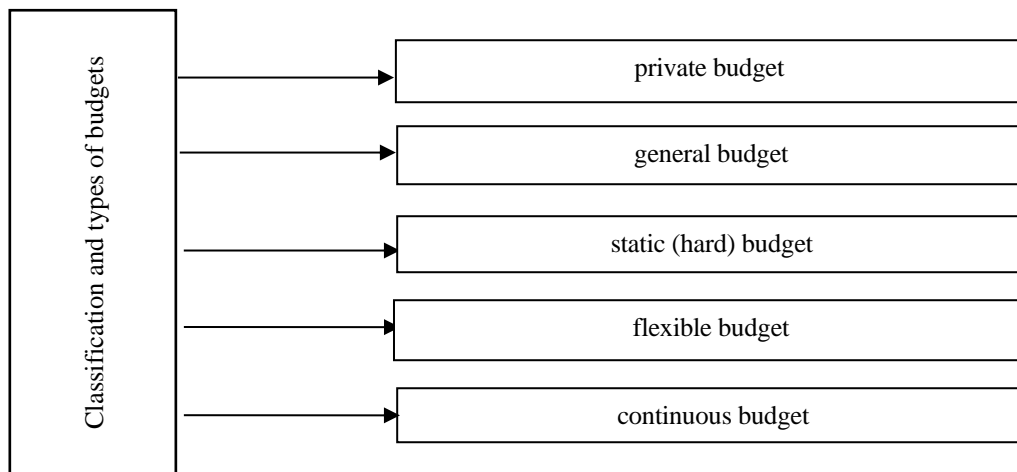 Classification and types of budgets
private budget
general budget
static (hard) budget
flexible budget
continuous budget